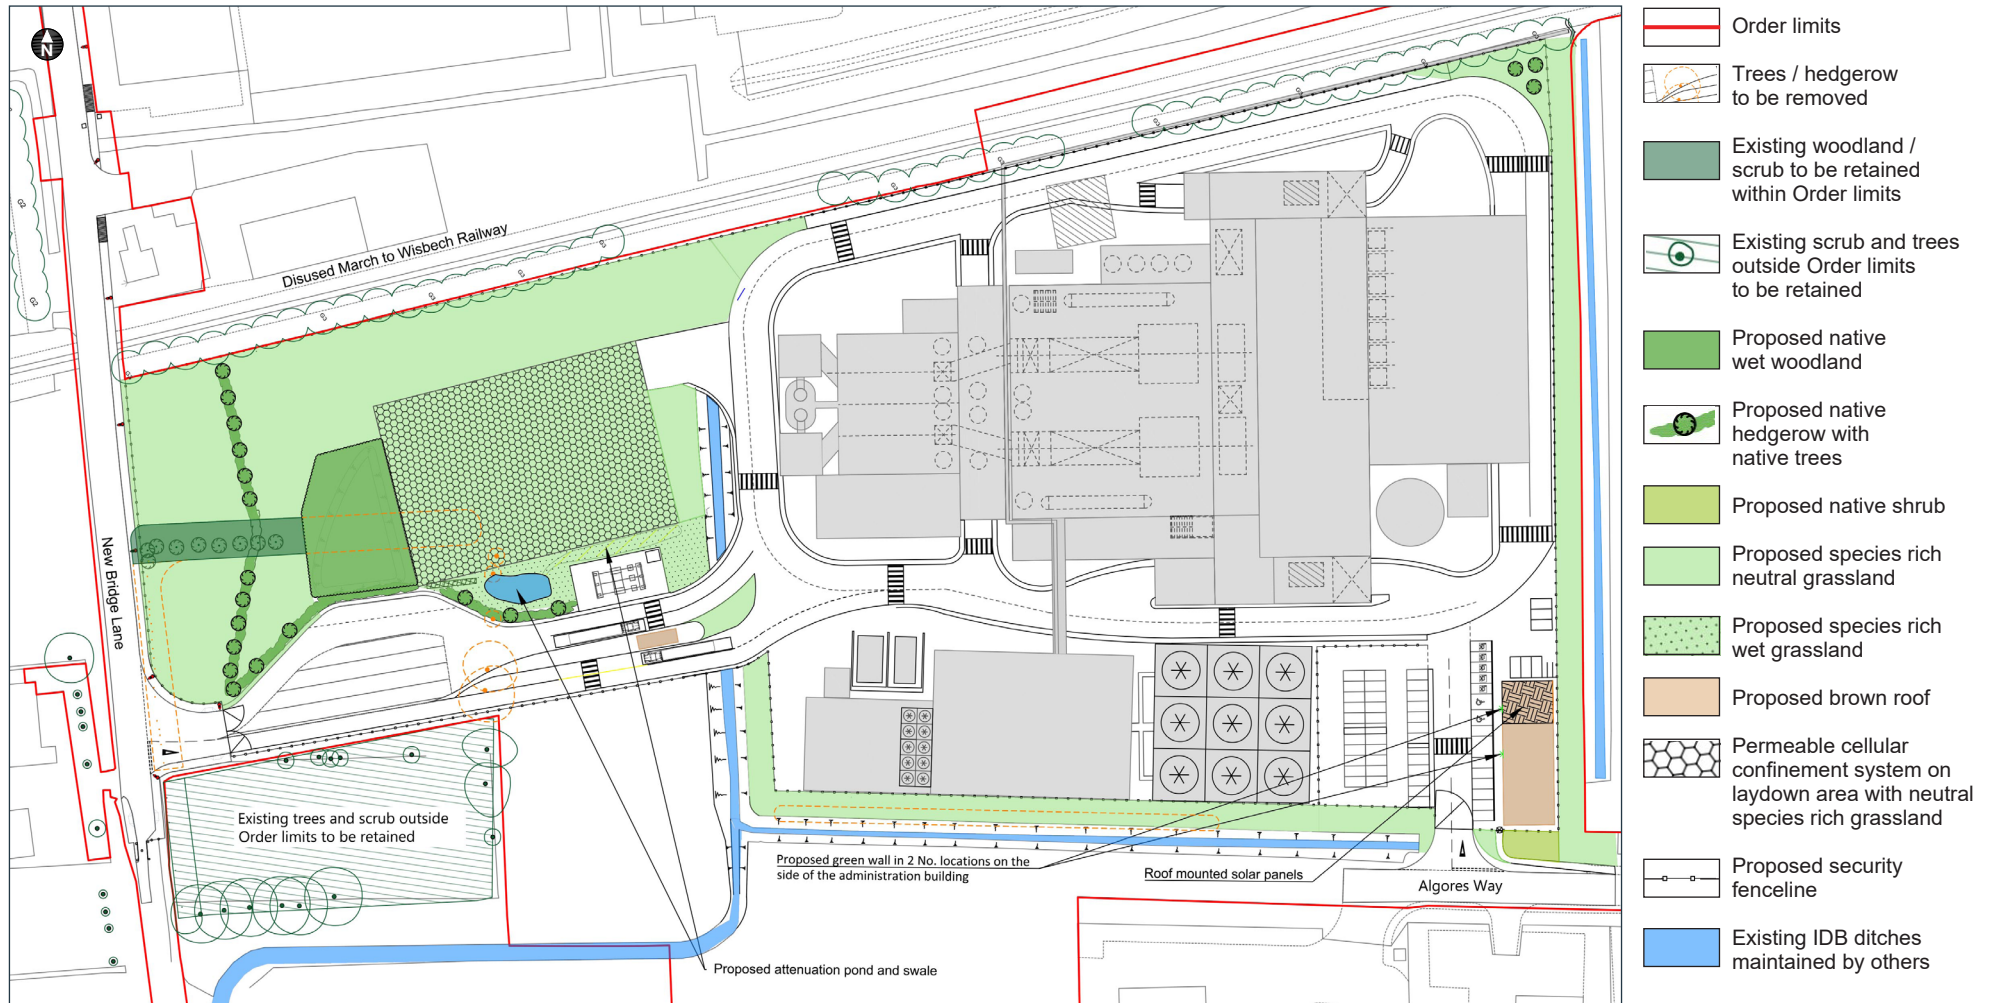 N
Disused March to Wisbech Railway
New Bridge Lane
Existing trees and scrub outside
Order limits to be retained
Proposed green wall in 2 No. locations on the
side of the administration building
Roof mounted solar panels
Algores Way
Proposed attenuation pond and swale
G2
G2
G3
G3
G3
G3
Order limits
Trees / hedgerow
to be removed
Existing woodland /
scrub to be retained
within Order limits
Existing scrub and trees
outside Order limits
to be retained
Proposed native
wet woodland
Proposed native
hedgerow with
native trees
Proposed native shrub
Proposed species rich
neutral grassland
Proposed species rich
wet grassland
Proposed brown roof
Permeable cellular
confinement system on
laydown area with neutral
species rich grassland
Proposed security
fenceline
Existing IDB ditches
maintained by others